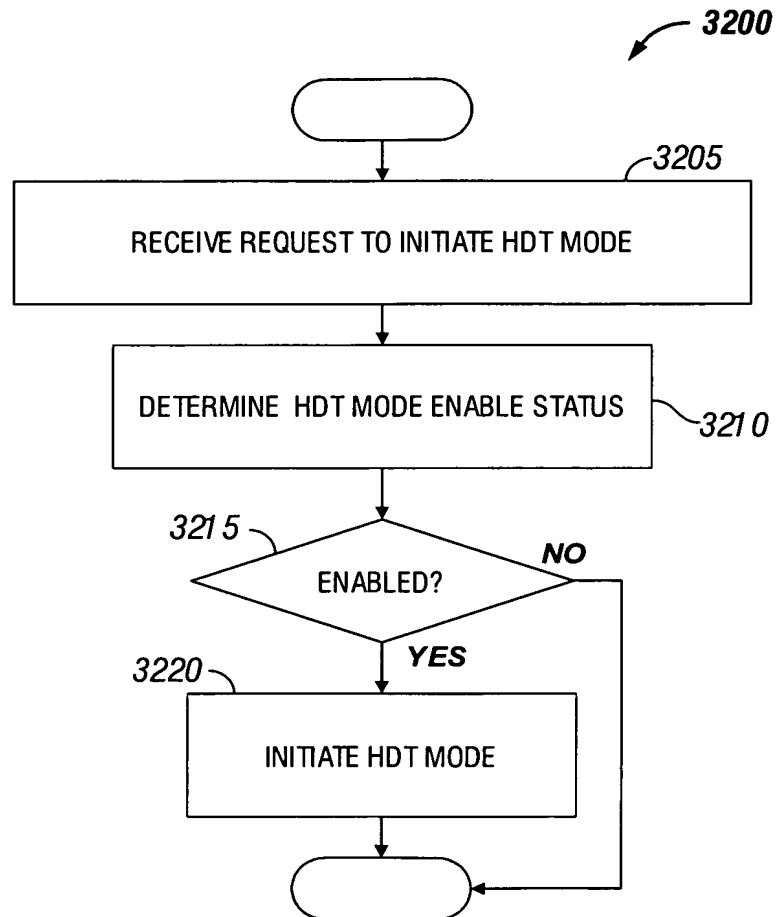 3200
3205
RECEIVE REQUEST TO INITIATE HDT MODE
DETERMINE HDT MODE ENABLE STATUS
3210
3215
NO
ENABLED?
YES
3220
INITIATE HDT MODE